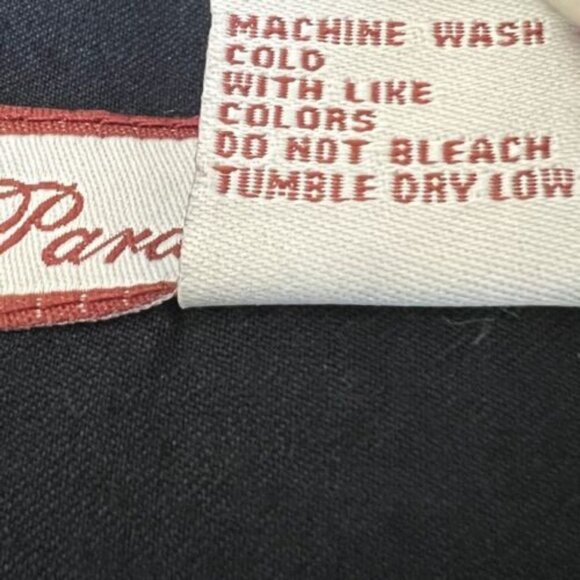 MACHINE WASH
COLD
WITH LIKE
COLORS
DO NOT BLEACH
TUMBLE DRY LOW
Para